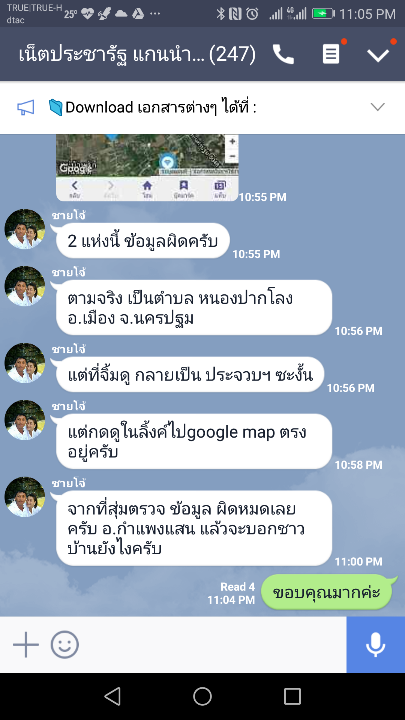 TRUE|TRUE-H
dtac
25°
11:05 PM
เน็ตประชารัฐ แกนนำ... (247)
Download เอกสารต่างๆ ได้ที่ :
Google
10:55 PM
ชายโจ้
2 แห่งนี้ ข้อมูลผิดครับ
10:55 PM
ชายโจ้
ตามจริง เป็นตำบล หนองปากโลง
อ.เมือง จ.นครปฐม
10:56 PM
ชายโจ้
แต่ที่จิ้มดู กลายเป็น ประจวบฯ ซะงั้น
10:56 PM
ชายโจ้
แต่กดดูในลิ้งค์ไปgoogle map ตรง
อยู่ครับ
10:58 PM
ชายโจ้
จากที่สุ่มตรวจ ข้อมูล ผิดหมดเลย
ครับ อ.กำแพงแสน แล้วจะบอกชาว
บ้านยังไงครับ
11:00 PM
Read 4
11:04 PM
ขอบคุณมากค่ะ